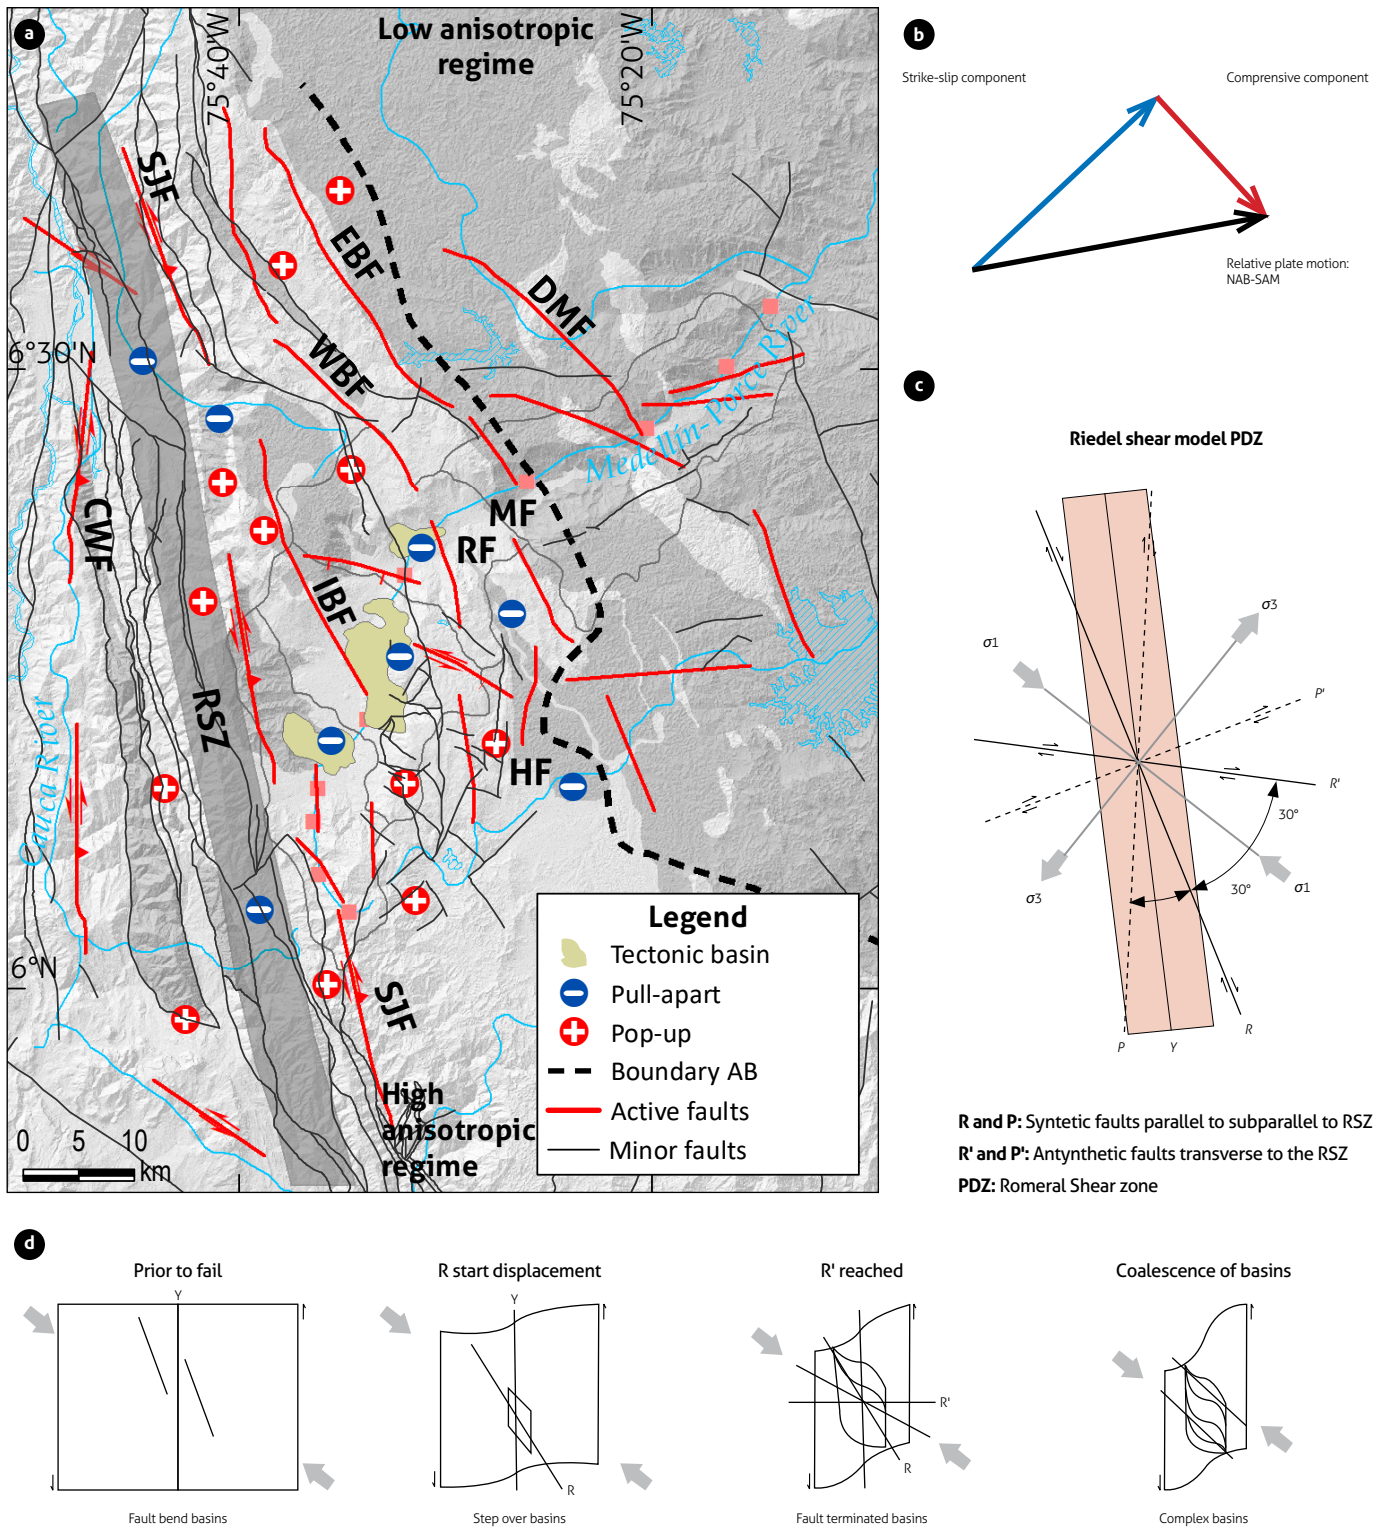 a
Low anisotropic
regime
75°40'W
75°20'W
SJF
EBF
DMF
WBF
6°30'N
Medellín-Porce River
CWF
MF
RF
IBF
RSZ
Cauca River
HF
6°N
SJF
High
anisotropic
regime
0 5 10
km
Legend
Tectonic basin
Pull-apart
Pop-up
Boundary AB
Active faults
Minor faults
b
Strike-slip component
Comprensive component
Relative plate motion:
NAB-SAM
c
Riedel shear model PDZ
σ3
σ1
P'
R'
30°
30°
σ3
σ1
R
P
Y
R and P: Syntetic faults parallel to subparallel to RSZ
R' and P': Antynthetic faults transverse to the RSZ
PDZ: Romeral Shear zone
d
Prior to fail
Y
Fault bend basins
R start displacement
Y
R
Step over basins
R' reached
R'
R
Fault terminated basins
Coalescence of basins
Complex basins